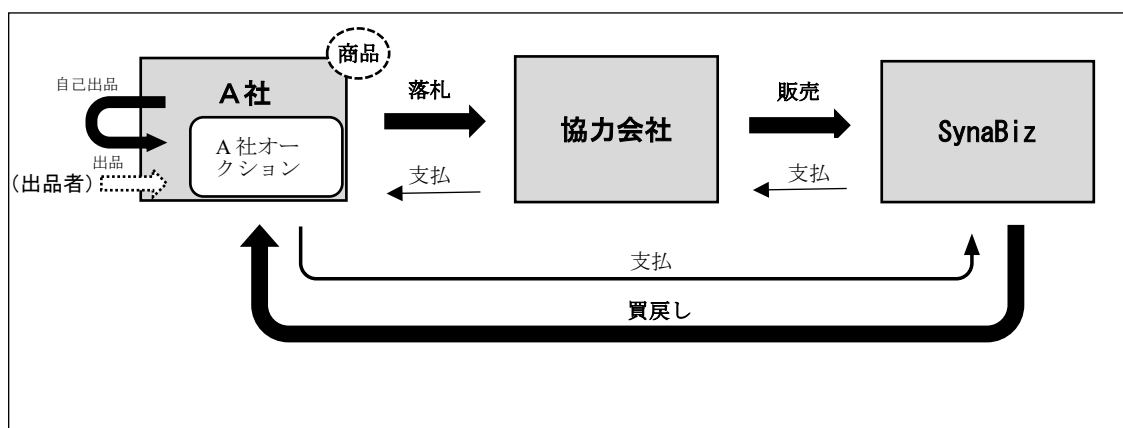 商品
自己出品
A社
落札
販売
協力会社
SynaBiz
A 社オー
クション
出品
(出品者)
支払
支払
支払
買戻し